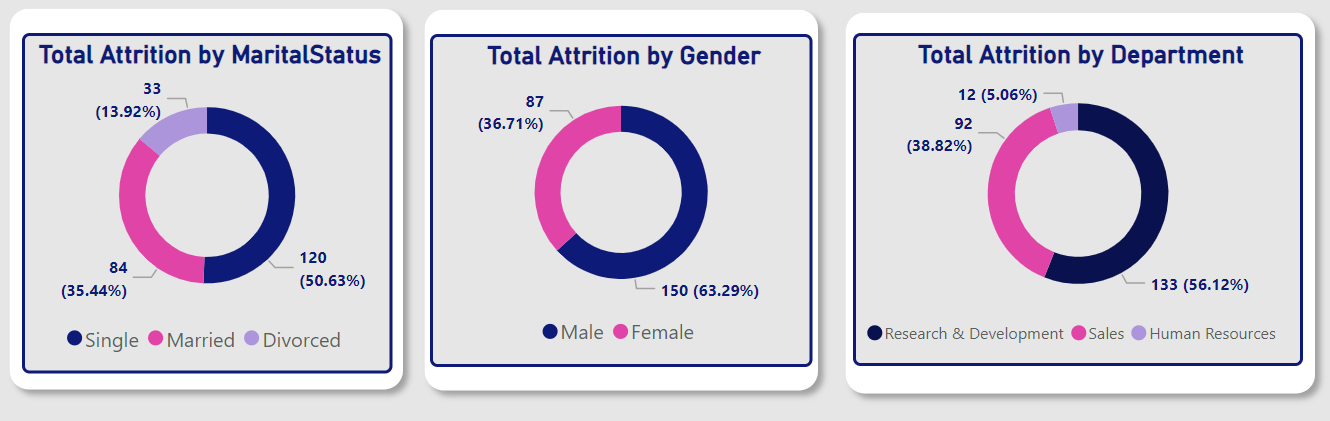 Total Attrition by MaritalStatus
33
(13.92%)
84
(35.44%)
120
(50.63%)
Single Married Divorced
Total Attrition by Gender
87
(36.71%)
150 (63.29%)
Male Female
Total Attrition by Department
12 (5.06%)
92
(38.82%)
133 (56.12%)
Research & Development Sales Human Resources